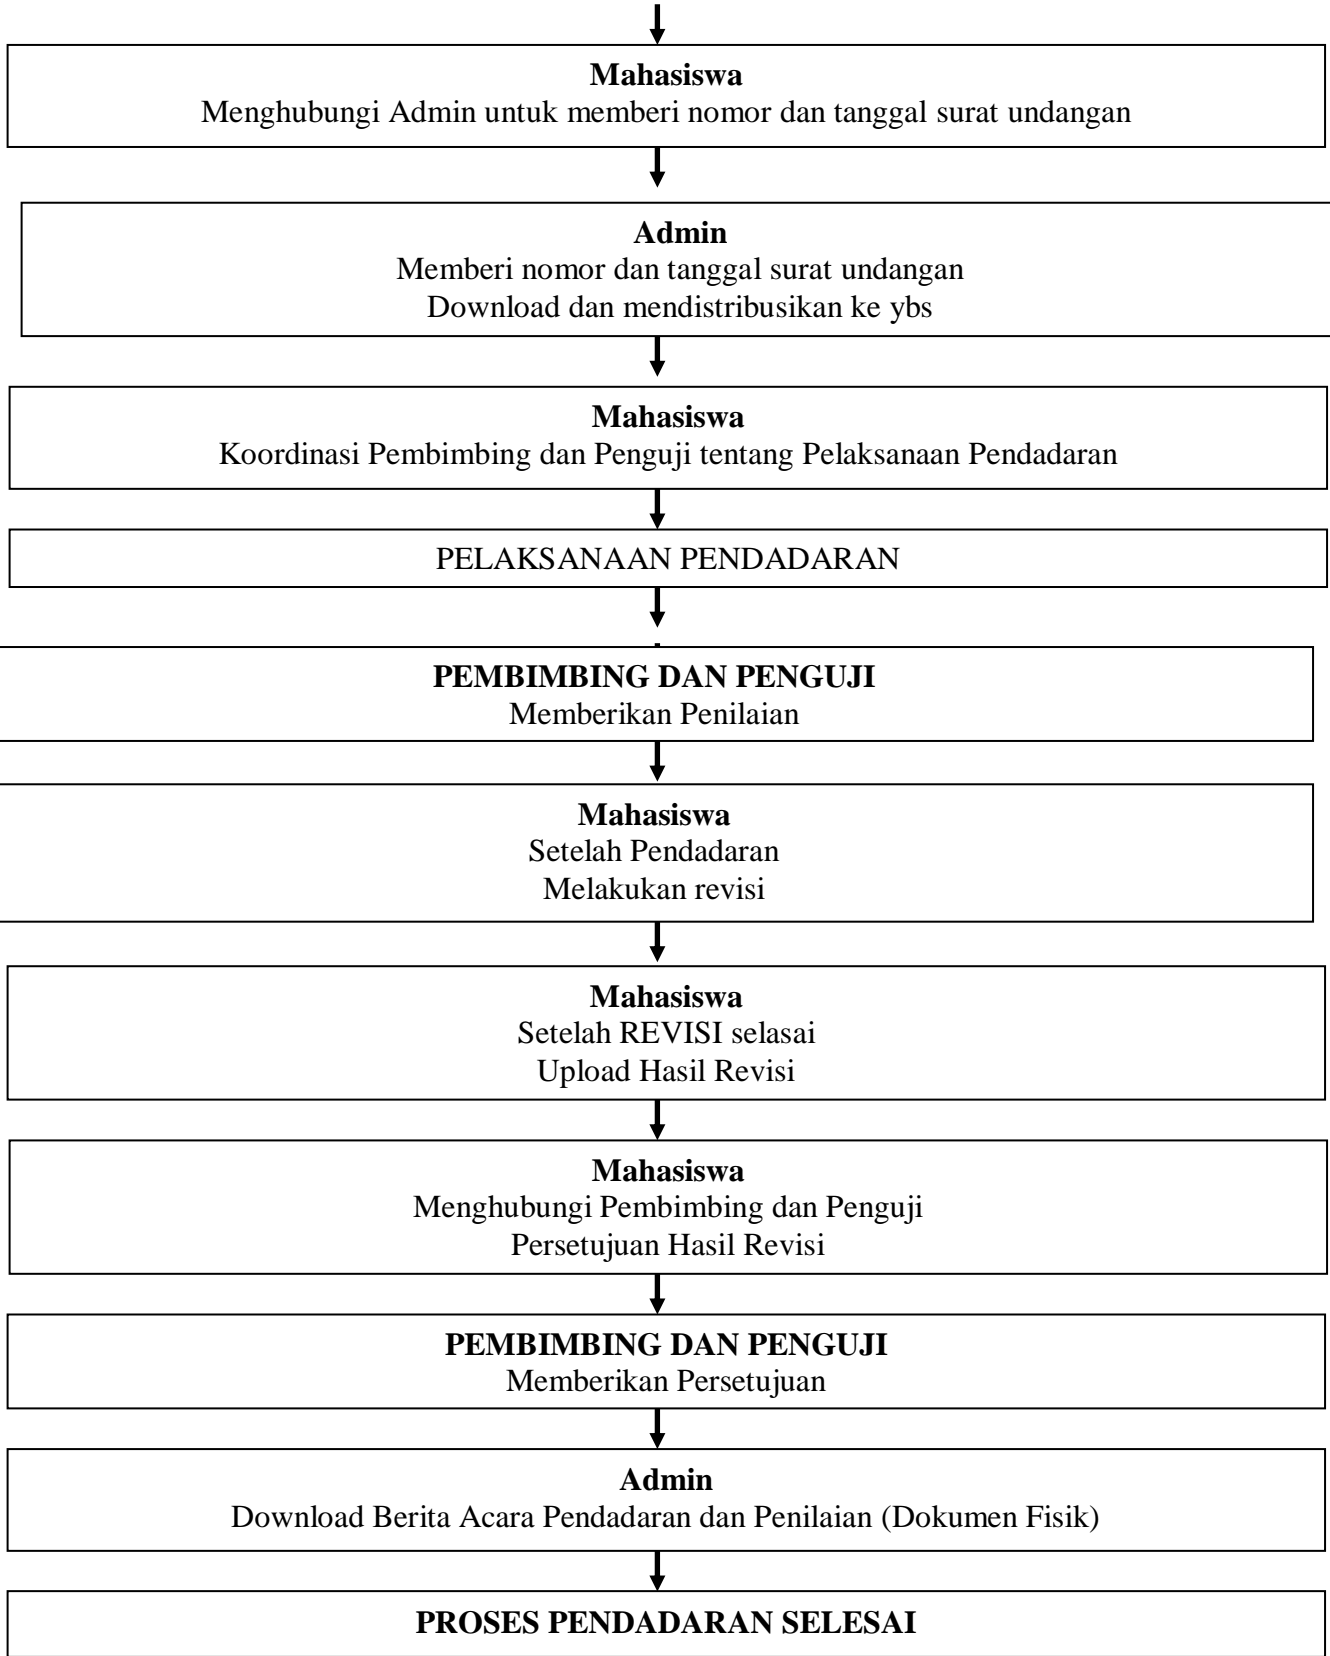 Mahasiswa
Menghubungi Admin untuk memberi nomor dan tanggal surat undangan
Admin
Memberi nomor dan tanggal surat undangan
Download dan mendistribusikan ke ybs
Mahasiswa
Koordinasi Pembimbing dan Penguji tentang Pelaksanaan Pendadaran
PELAKSANAAN PENDADARAN
PEMBIMBING DAN PENGUJI
Memberikan Penilaian
Mahasiswa
Setelah Pendadaran
Melakukan revisi
Mahasiswa
Setelah REVISI selasai
Upload Hasil Revisi
Mahasiswa
Menghubungi Pembimbing dan Penguji
Persetujuan Hasil Revisi
PEMBIMBING DAN PENGUJI
Memberikan Persetujuan
Admin
Download Berita Acara Pendadaran dan Penilaian (Dokumen Fisik)
PROSES PENDADARAN SELESAI